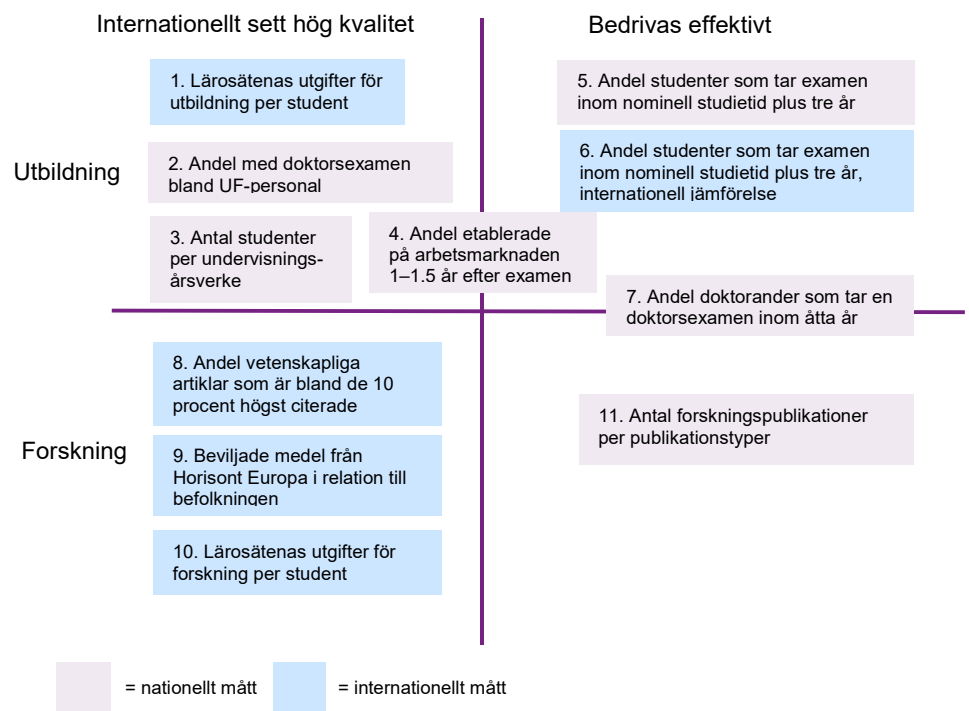 Internationellt sett hög kvalitet
Bedrivas effektivt
Utbildning
1. Lärosätenas utgifter för
utbildning per student
2. Andel med doktorsexamen
bland UF-personal
3. Antal studenter
per undervisnings-
årsverke
4. Andel etablerade
på arbetsmarknaden
1–1.5 år efter examen
5. Andel studenter som tar examen
inom nominell studietid plus tre år
6. Andel studenter som tar examen
inom nominell studietid plus tre år,
internationell jämförelse
7. Andel doktorander som tar en
doktorsexamen inom åtta år
Forskning
8. Andel vetenskapliga
artiklar som är bland de 10
procent högst citerade
9. Beviljade medel från
Horisont Europa i relation till
befolkningen
10. Lärosätenas utgifter för
forskning per student
11. Antal forskningspublikationer
per publikationstyper
= nationellt mått
= internationellt mått